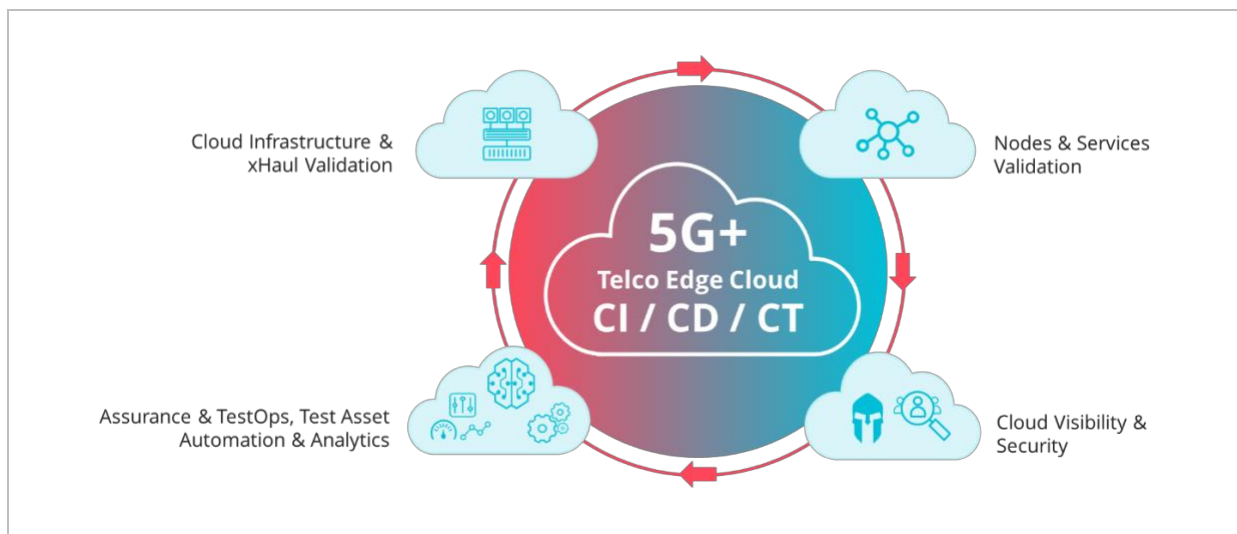 Cloud Infrastructure &
xHaul Validation
Nodes & Services
Validation
5G+
Telco Edge Cloud
CI / CD / CT
Assurance & TestOps, Test Asset
Automation & Analytics
Cloud Visibility &
Security